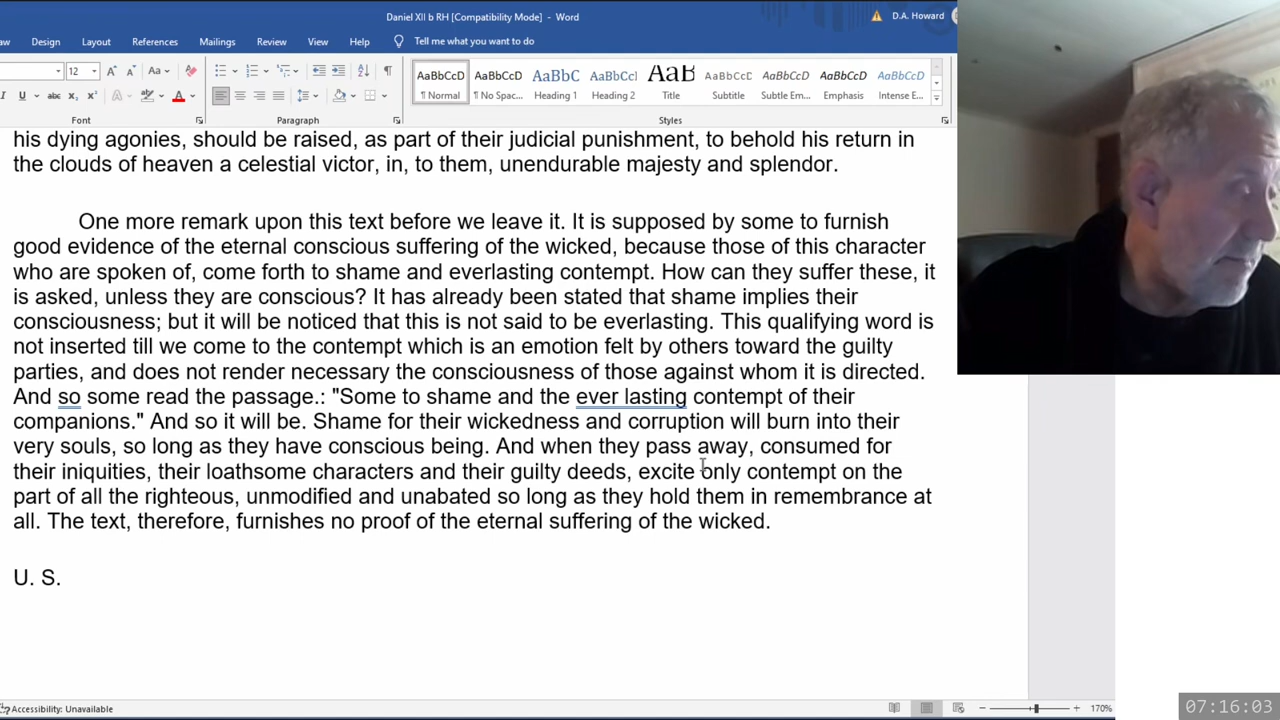 Daniel XII b RH [Compatibility Mode] - Word
D.A. Howard
aw Design Layout References Mailings Review View Help Tell me what you want to do
12
AaBbCcD AaBbCcD AaBbC AaBbCcl AaB AaBbCcD AaBbCcD AaBbCcD AaBbCcD
¶ Normal ¶ No Spac... Heading 1 Heading 2 Title Subtitle Subtle Em... Emphasis Intense E...
Font Paragraph Styles
his dying agonies, should be raised, as part of their judicial punishment, to behold his return in
the clouds of heaven a celestial victor, in, to them, unendurable majesty and splendor.
One more remark upon this text before we leave it. It is supposed by some to furnish
good evidence of the eternal conscious suffering of the wicked, because those of this character
who are spoken of, come forth to shame and everlasting contempt. How can they suffer these, it
is asked, unless they are conscious? It has already been stated that shame implies their
consciousness; but it will be noticed that this is not said to be everlasting. This qualifying word is
not inserted till we come to the contempt which is an emotion felt by others toward the guilty
parties, and does not render necessary the consciousness of those against whom it is directed.
And so some read the passage.: "Some to shame and the ever lasting contempt of their
companions." And so it will be. Shame for their wickedness and corruption will burn into their
very souls, so long as they have conscious being. And when they pass away, consumed for
their iniquities, their loathsome characters and their guilty deeds, excite only contempt on the
part of all the righteous, unmodified and unabated so long as they hold them in remembrance at
all. The text, therefore, furnishes no proof of the eternal suffering of the wicked.
U. S.
Accessibility: Unavailable
170%
07:16:03